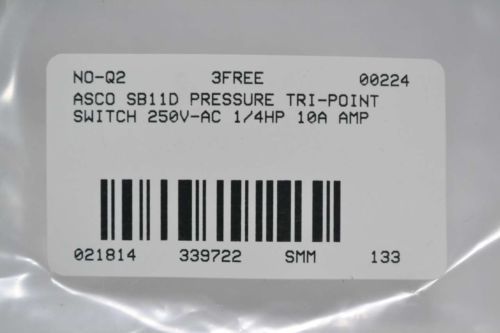 NO-Q2 3FREE 00224
ASCO SB11D PRESSURE TRI-POINT
SWITCH 250V-AC 1/4HP 10A AMP
021814 339722 SMM 133